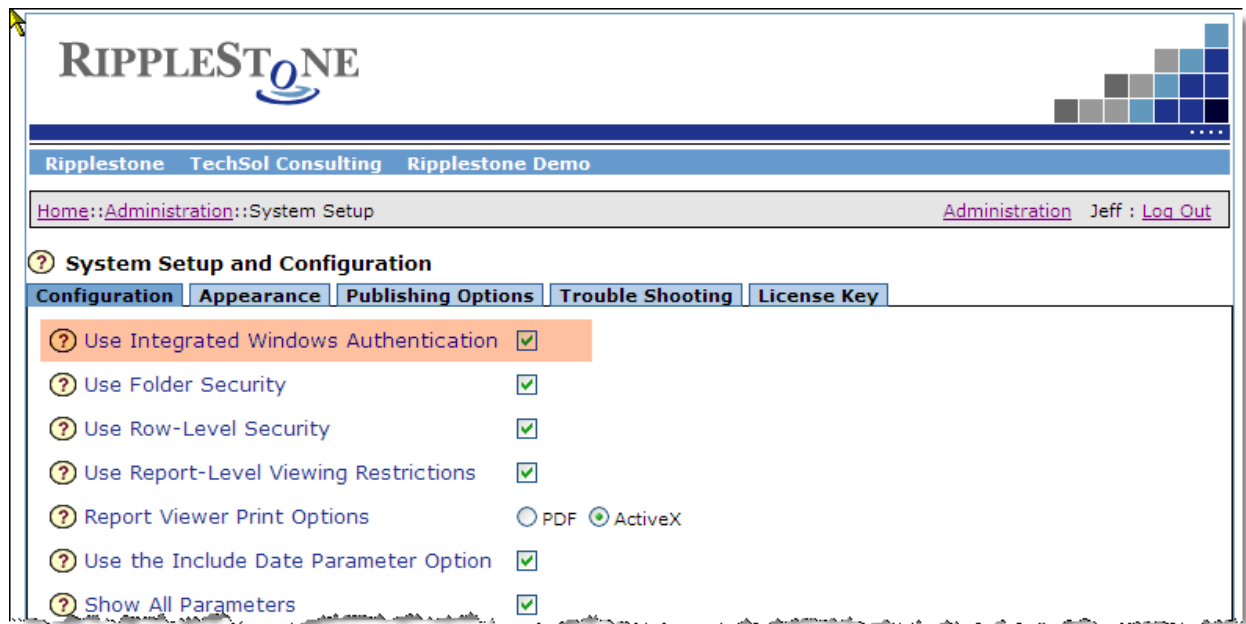 RIPPLESTONE
Ripplestone TechSol Consulting Ripplestone Demo
Home::Administration::System Setup Administration Jeff : Log Out
? System Setup and Configuration
Configuration Appearance Publishing Options Trouble Shooting License Key
? Use Integrated Windows Authentication
? Use Folder Security
? Use Row-Level Security
? Use Report-Level Viewing Restrictions
? Report Viewer Print Options PDF ActiveX
? Use the Include Date Parameter Option
? Show All Parameters